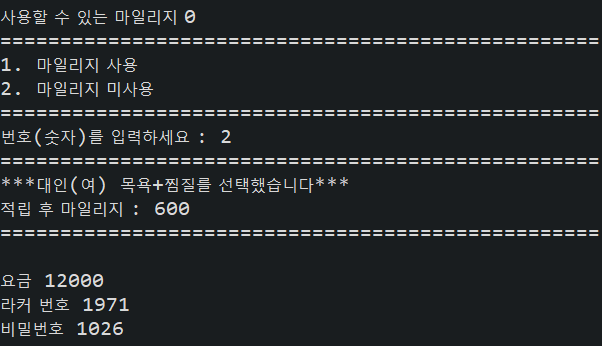 사용할 수 있는 마일리지 0
==================================================
1. 마일리지 사용
2. 마일리지 미사용
==================================================
번호(숫자)를 입력하세요 : 2
==================================================
***대인(여) 목욕+찜질를 선택했습니다***
적립 후 마일리지 : 600
==================================================
요금 12000
라커 번호 1971
비밀번호 1026